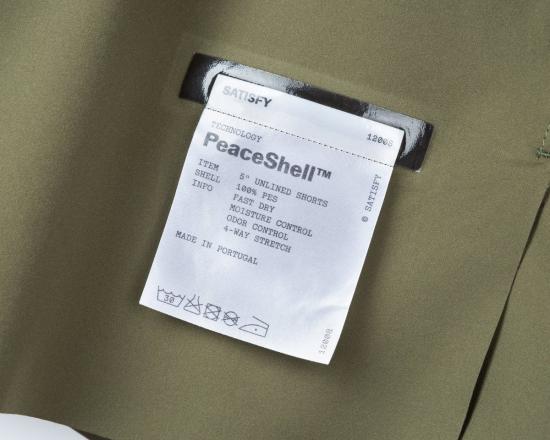 SATISFY
12008
TECHNOLOGY
PeaceShell™
ITEM 5" UNLINED SHORTS
SHELL 100% PES
INFO FAST DRY
MOISTURE CONTROL
ODOR CONTROL
4-WAY STRETCH
MADE IN PORTUGAL
© SATISFY
30
12008